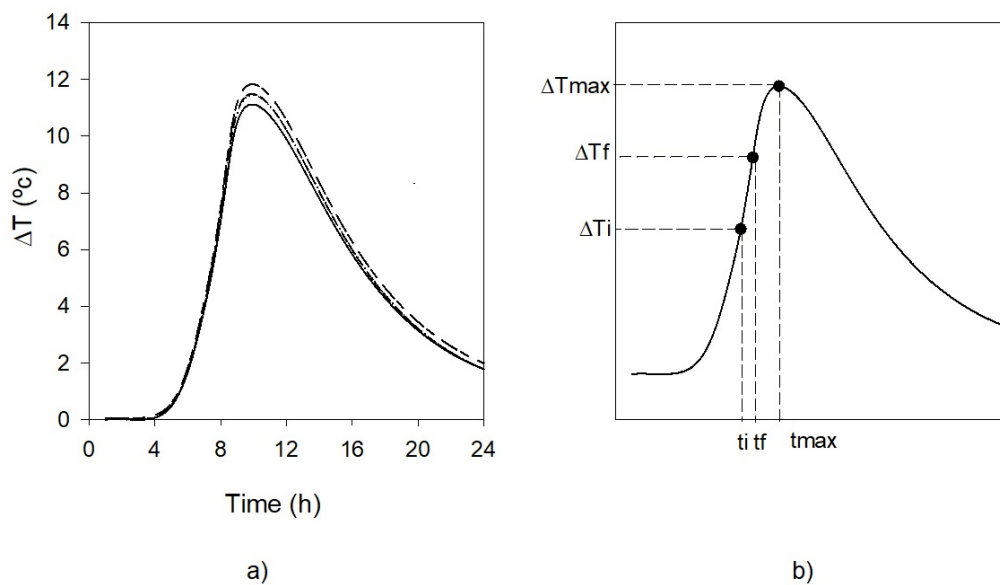 14
12
10
8
6
4
2
0
ΔT (ºc)
0 4 8 12 16 20 24
Time (h)
a)
ΔTmax
ΔTf
ΔTi
ti tf tmax
b)